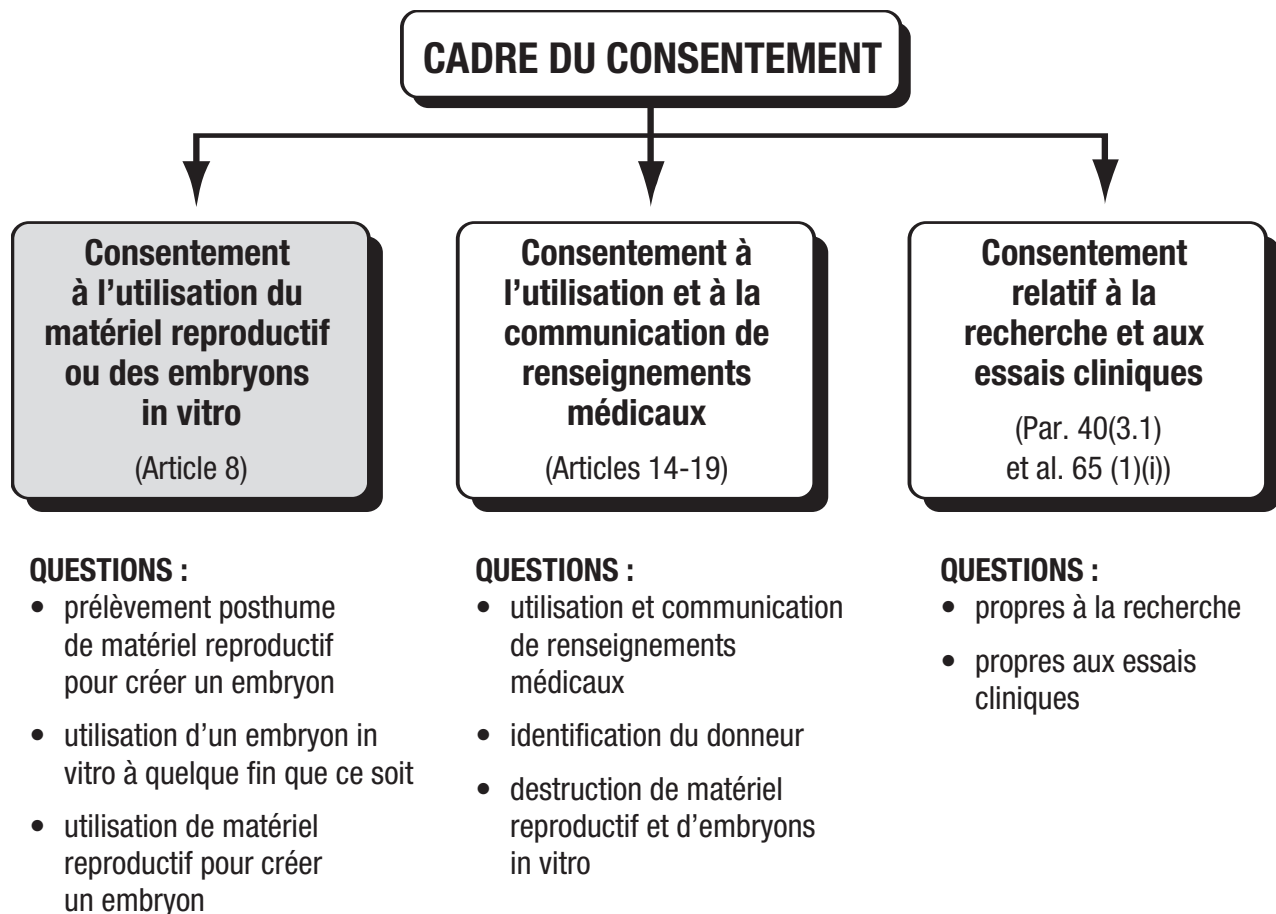 CADRE DU CONSENTEMENT
Consentement
à l’utilisation du
matériel reproductif
ou des embryons
in vitro
(Article 8)
QUESTIONS :
• prélèvement posthume
de matériel reproductif
pour créer un embryon
• utilisation d’un embryon in
vitro à quelque fin que ce soit
• utilisation de matériel
reproductif pour créer
un embryon
Consentement à
l’utilisation et à la
communication de
renseignements
médicaux
(Articles 14-19)
QUESTIONS :
• utilisation et communication
de renseignements
médicaux
• identification du donneur
• destruction de matériel
reproductif et d’embryons
in vitro
Consentement
relatif à la
recherche et aux
essais cliniques
(Par. 40(3.1)
et al. 65 (1)(i))
QUESTIONS :
• propres à la recherche
• propres aux essais
cliniques